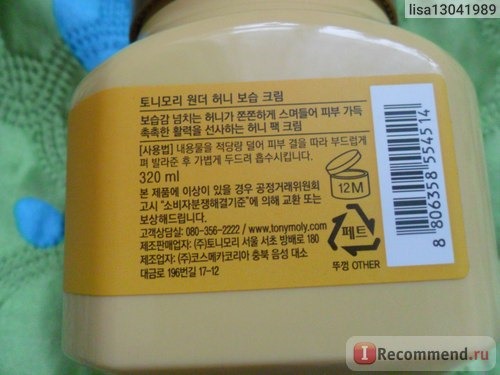 lisa13041989
토니모리 원더 허니 보습 크림
보습감 넘치는 허니가 쫀쫀하게 스며들어 피부 가득
촉촉한 활력을 선사하는 허니 팩 크림
[사용법] 내용물을 적당량 덜어 피부 결을 따라 부드럽게
펴 발라준 후 가볍게 두드려 흡수시킵니다.
320 ml
12M
본 제품에 이상이 있을 경우 공정거래위원회
고시 "소비자분쟁해결기준"에 의해 교환 또는
보상해드립니다.
고객상담실: 080-356-2222 / www.tonymoly.com
제조판매업자: (주)토니모리 서울 서초 방배로 180
제조업자: (주)코스메카코리아 충북 음성 대소
대금로 196번길 17-12
페트
뚜껑 OTHER
8 806358 554514
IRecommend.ru